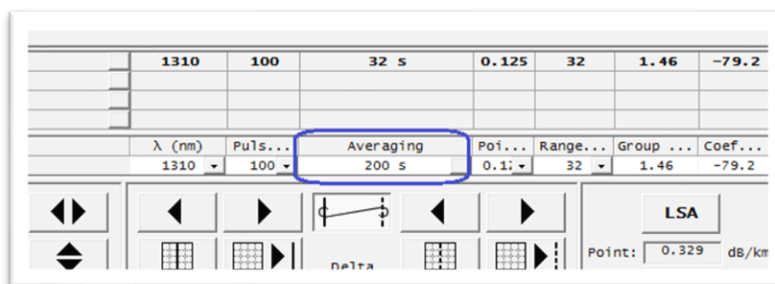 1310 100 32 s 0.125 32 1.46 -79.2
λ (nm) Puls... Averaging Poi... Range... Group ... Coef...
1310 100 200 s 0.1 32 1.46 -79.2
LSA
Point: 0.329 dB/km
Delta